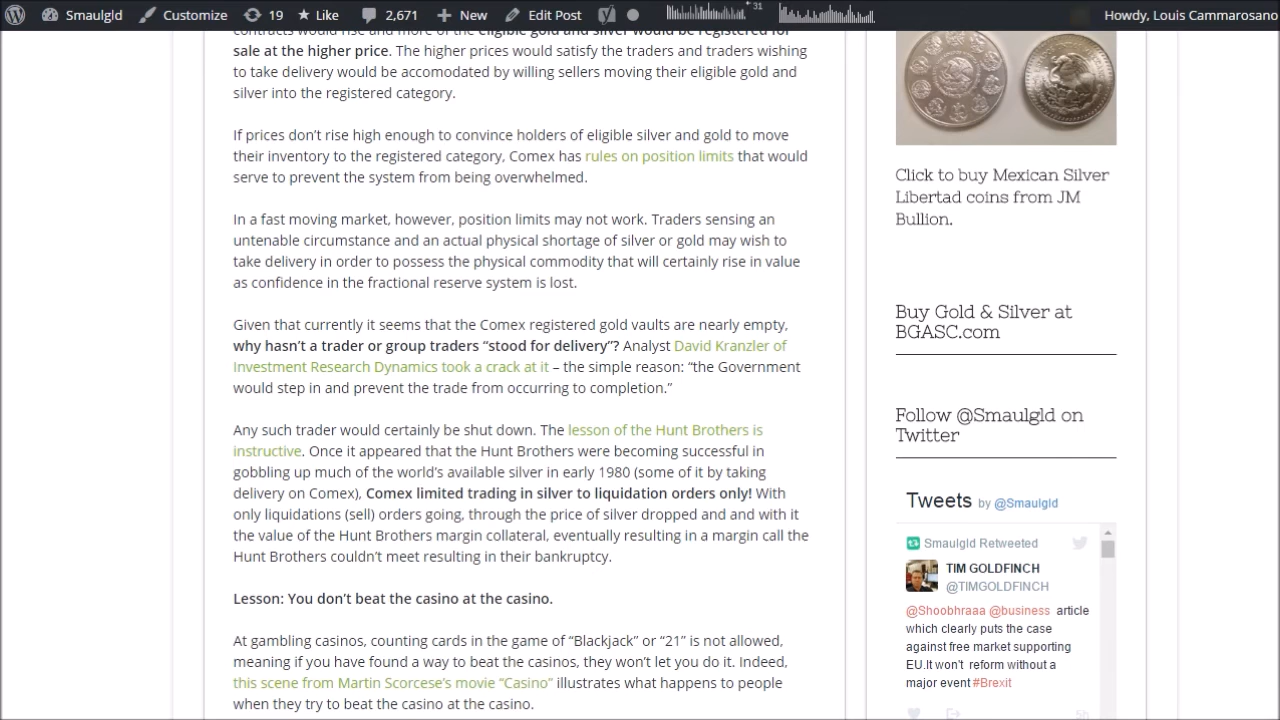 Smaulgld
Customize
19
Like
2,671
New
Edit Post
31
Howdy, Louis Cammarosano
contracts would rise and more of the eligible gold and silver would be registered for
sale at the higher price. The higher prices would satisfy the traders and traders wishing
to take delivery would be accomodated by willing sellers moving their eligible gold and
silver into the registered category.
If prices don’t rise high enough to convince holders of eligible silver and gold to move
their inventory to the registered category, Comex has rules on position limits that would
serve to prevent the system from being overwhelmed.
In a fast moving market, however, position limits may not work. Traders sensing an
untenable circumstance and an actual physical shortage of silver or gold may wish to
take delivery in order to possess the physical commodity that will certainly rise in value
as confidence in the fractional reserve system is lost.
Given that currently it seems that the Comex registered gold vaults are nearly empty,
why hasn’t a trader or group traders “stood for delivery”? Analyst David Kranzler of
Investment Research Dynamics took a crack at it – the simple reason: “the Government
would step in and prevent the trade from occurring to completion.”
Any such trader would certainly be shut down. The lesson of the Hunt Brothers is
instructive. Once it appeared that the Hunt Brothers were becoming successful in
gobbling up much of the world’s available silver in early 1980 (some of it by taking
delivery on Comex), Comex limited trading in silver to liquidation orders only! With
only liquidations (sell) orders going, through the price of silver dropped and and with it
the value of the Hunt Brothers margin collateral, eventually resulting in a margin call the
Hunt Brothers couldn’t meet resulting in their bankruptcy.
Lesson: You don’t beat the casino at the casino.
At gambling casinos, counting cards in the game of “Blackjack” or “21” is not allowed,
meaning if you have found a way to beat the casinos, they won’t let you do it. Indeed,
this scene from Martin Scorcese’s movie “Casino” illustrates what happens to people
when they try to beat the casino at the casino.
Click to buy Mexican Silver
Libertad coins from JM
Bullion.
Buy Gold & Silver at
BGASC.com
Follow @Smaulgld on
Twitter
Tweets by @Smaulgld
Smaulgld Retweeted
TIM GOLDFINCH
@TIMGOLDFINCH
@Shoobhraaa @business article
which clearly puts the case
against free market supporting
EU.It won't reform without a
major event #Brexit